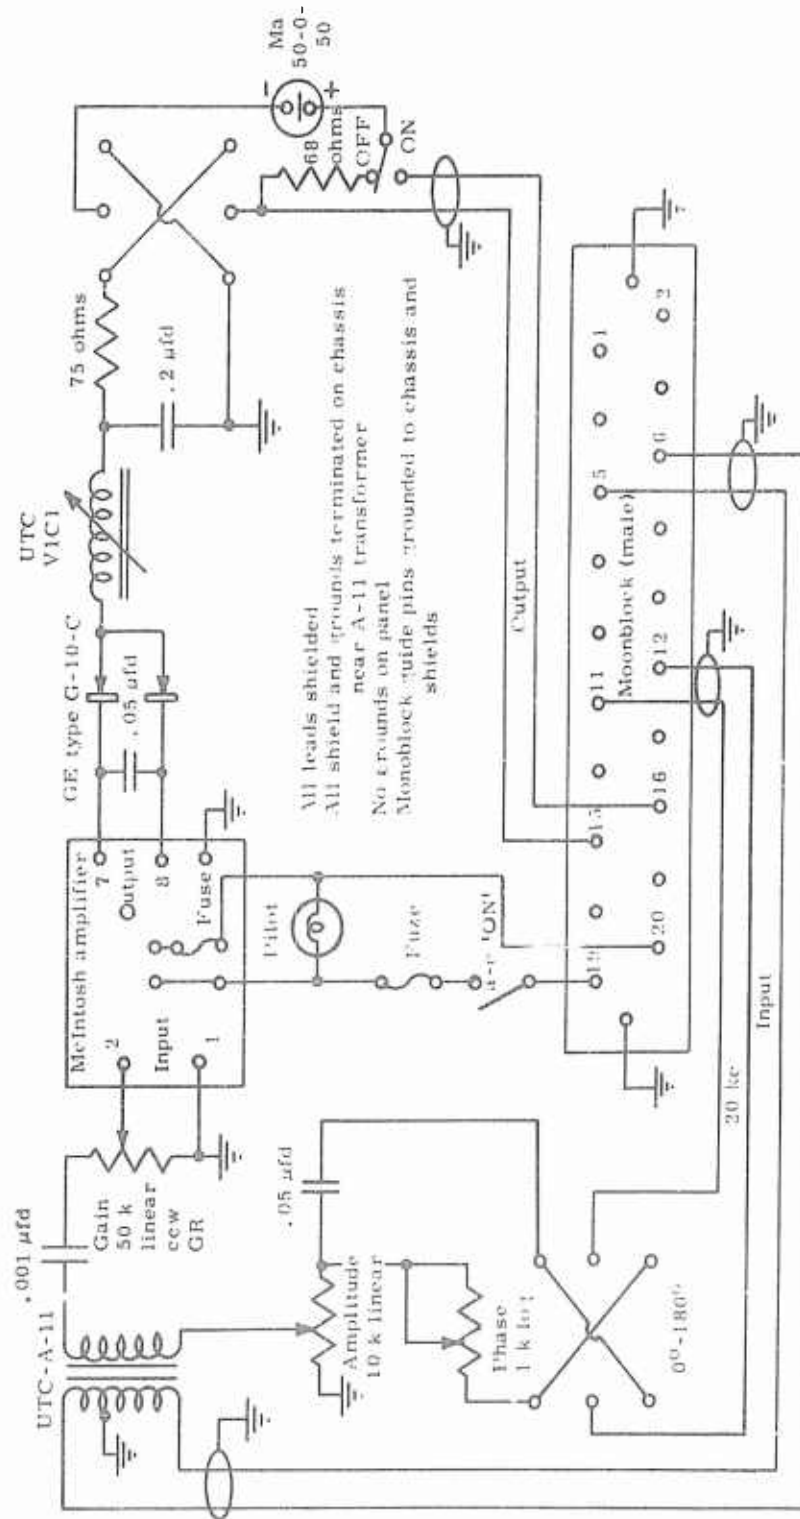 UTC-A-11
.001 µfd
Gain
50 k
linear
ccw
GR
McIntosh amplifier
2
Input
1
7
Output
8
Fuse
GE type G-10-C
.05 µfd
UTC
V1C1
75 ohms
.2 µfd
Ma
50-0-
50
-
+
68
ohms
OFF
ON
All leads shielded
All shield and grounds terminated on chassis
near A-11 transformer
No grounds on panel
Monoblock guide pins grounded to chassis and
shields
Pilot
Fuze
'ON'
.05 µfd
Amplitude
10 k linear
Phase
1 k
0°-180°
Output
20 kc
Input
Moonblock (male)
19
20
15
16
11
12
5
6
1
2